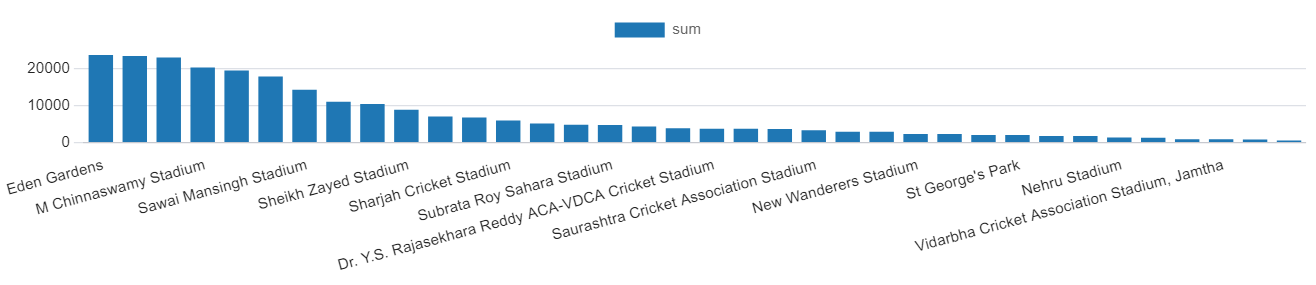 sum
20000
10000
0
Eden Gardens
M Chinnaswamy Stadium
Sawai Mansingh Stadium
Sheikh Zayed Stadium
Sharjah Cricket Stadium
Subrata Roy Sahara Stadium
Dr. Y.S. Rajasekhara Reddy ACA-VDCA Cricket Stadium
Saurashtra Cricket Association Stadium
New Wanderers Stadium
St George's Park
Nehru Stadium
Vidarbha Cricket Association Stadium, Jamtha